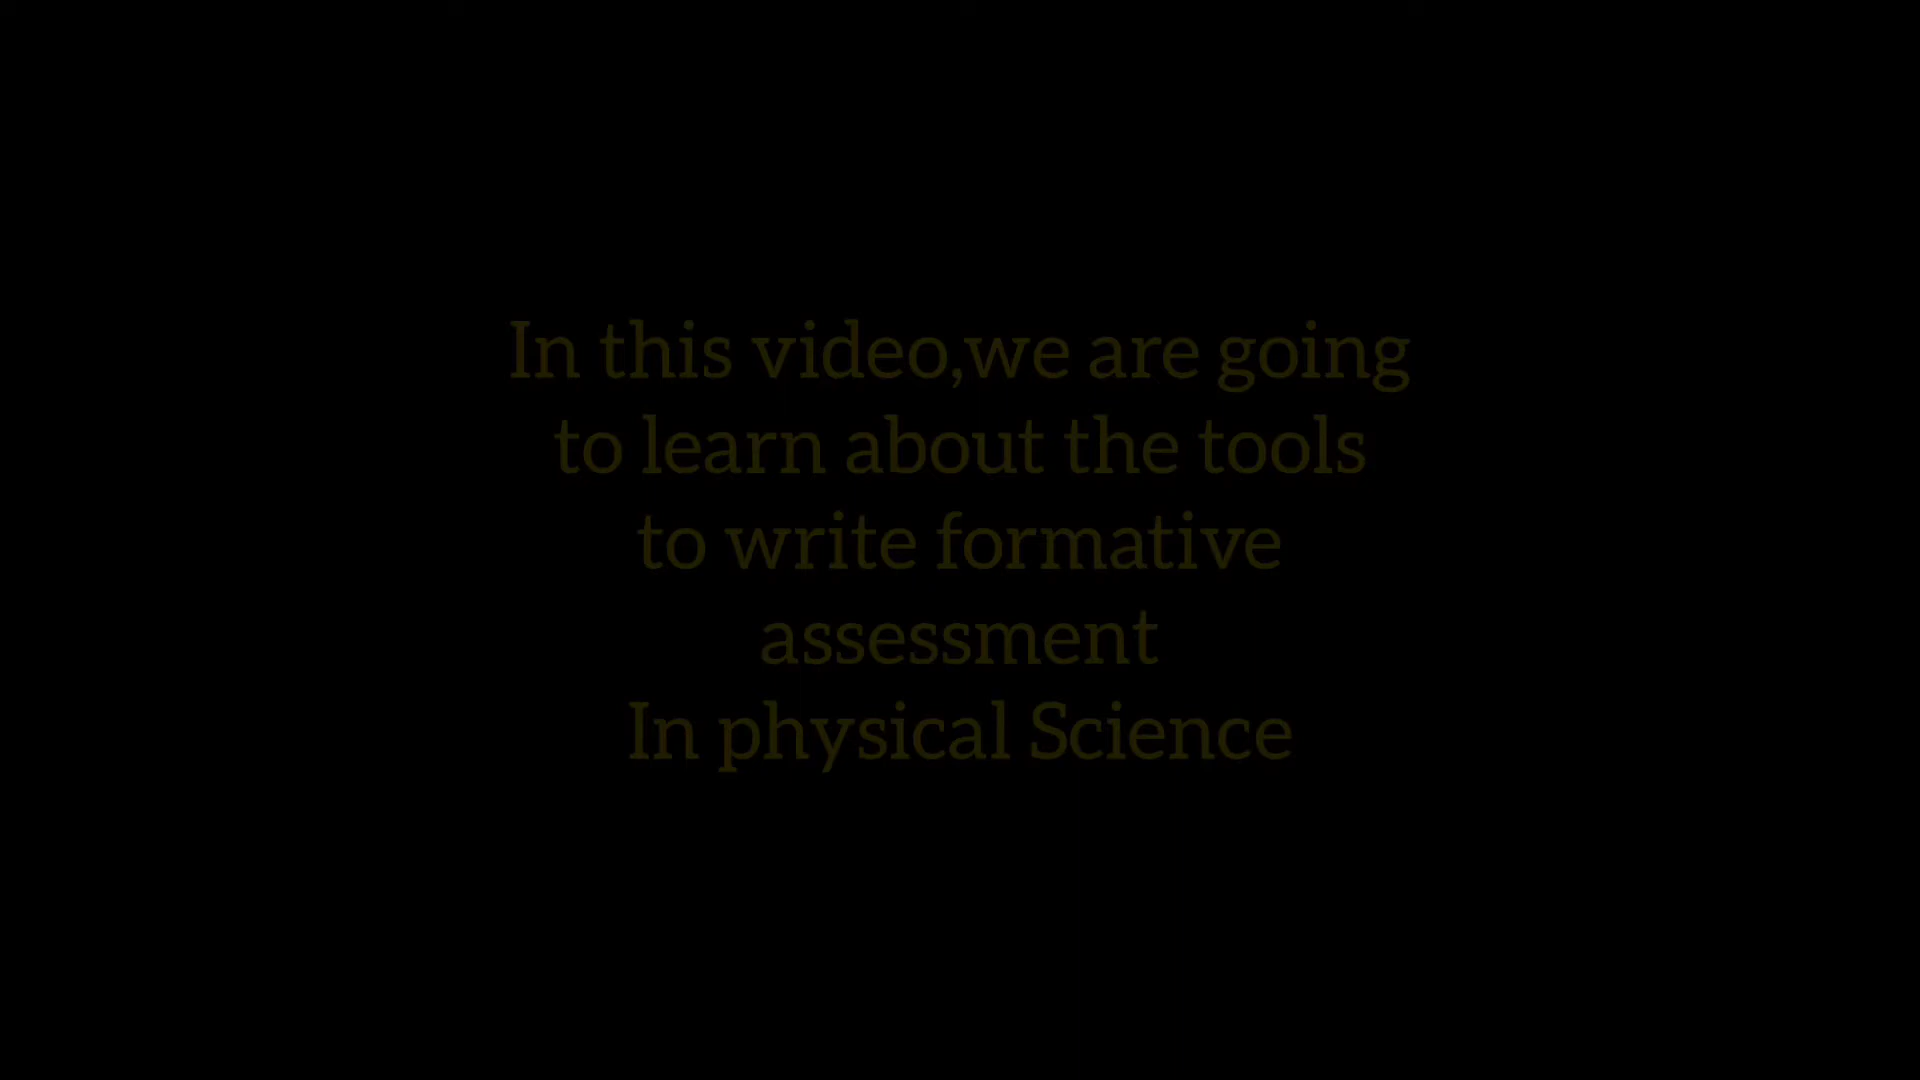 In this video,we are going
to learn about the tools
to write formative
assessment
In physical Science